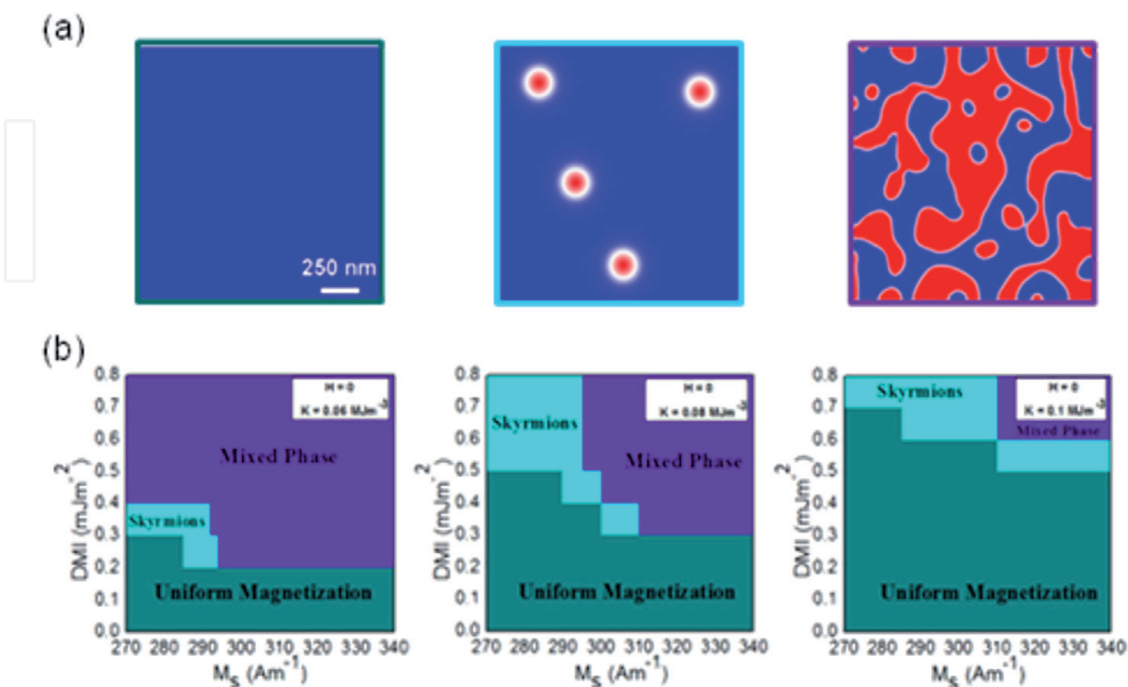 (a)
250 nm
(b)
0.8
0.7
0.6
0.5
0.4
0.3
0.2
0.1
0.0
DMI (mJm⁻²)
H = 0
K = 0.06 MJm⁻³
Mixed Phase
Skyrmions
Uniform Magnetization
270 280 290 300 310 320 330 340
Mₛ (Am⁻¹)
0.8
0.7
0.6
0.5
0.4
0.3
0.2
0.1
0.0
DMI (mJm⁻²)
H = 0
K = 0.08 MJm⁻³
Skyrmions
Mixed Phase
Uniform Magnetization
270 280 290 300 310 320 330 340
Mₛ (Am⁻¹)
0.8
0.7
0.6
0.5
0.4
0.3
0.2
0.1
0.0
DMI (mJm⁻²)
H = 0
K = 0.1 MJm⁻³
Skyrmions
Mixed Phase
Uniform Magnetization
270 280 290 300 310 320 330 340
Mₛ (Am⁻¹)